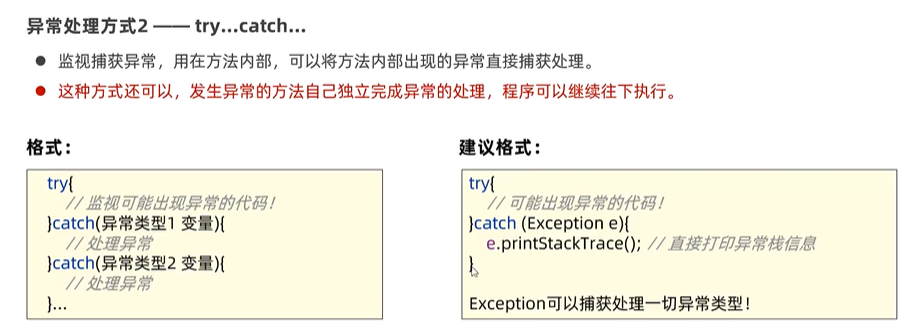 异常处理方式2 —— try…catch…
● 监视捕获异常，用在方法内部，可以将方法内部出现的异常直接捕获处理。
● 这种方式还可以，发生异常的方法自己独立完成异常的处理，程序可以继续往下执行。
格式：
try{
// 监视可能出现异常的代码！
}catch(异常类型1 变量){
// 处理异常
}catch(异常类型2 变量){
// 处理异常
}...
建议格式：
try{
// 可能出现异常的代码！
}catch (Exception e){
e.printStackTrace(); // 直接打印异常栈信息
}
Exception可以捕获处理一切异常类型！